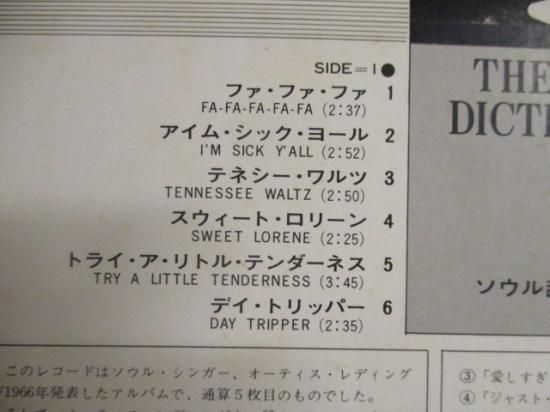 SIDE=1●
ファ・ファ・ファ 1
FA-FA-FA-FA-FA (2:37)
アイム・シック・ヨール 2
I'M SICK Y'ALL (2:52)
テネシー・ワルツ 3
TENNESSEE WALTZ (2:50)
スウィート・ロリーン 4
SWEET LORENE (2:25)
トライ・ア・リトル・テンダーネス 5
TRY A LITTLE TENDERNESS (3:45)
デイ・トリッパー 6
DAY TRIPPER (2:35)
THE
DICT
ソウル
このレコードはソウル・シンガー、オーティス・レディング
1966年発表したアルバムで、通算5枚目のものでした。
③「愛しすぎ
④「ジャスト・